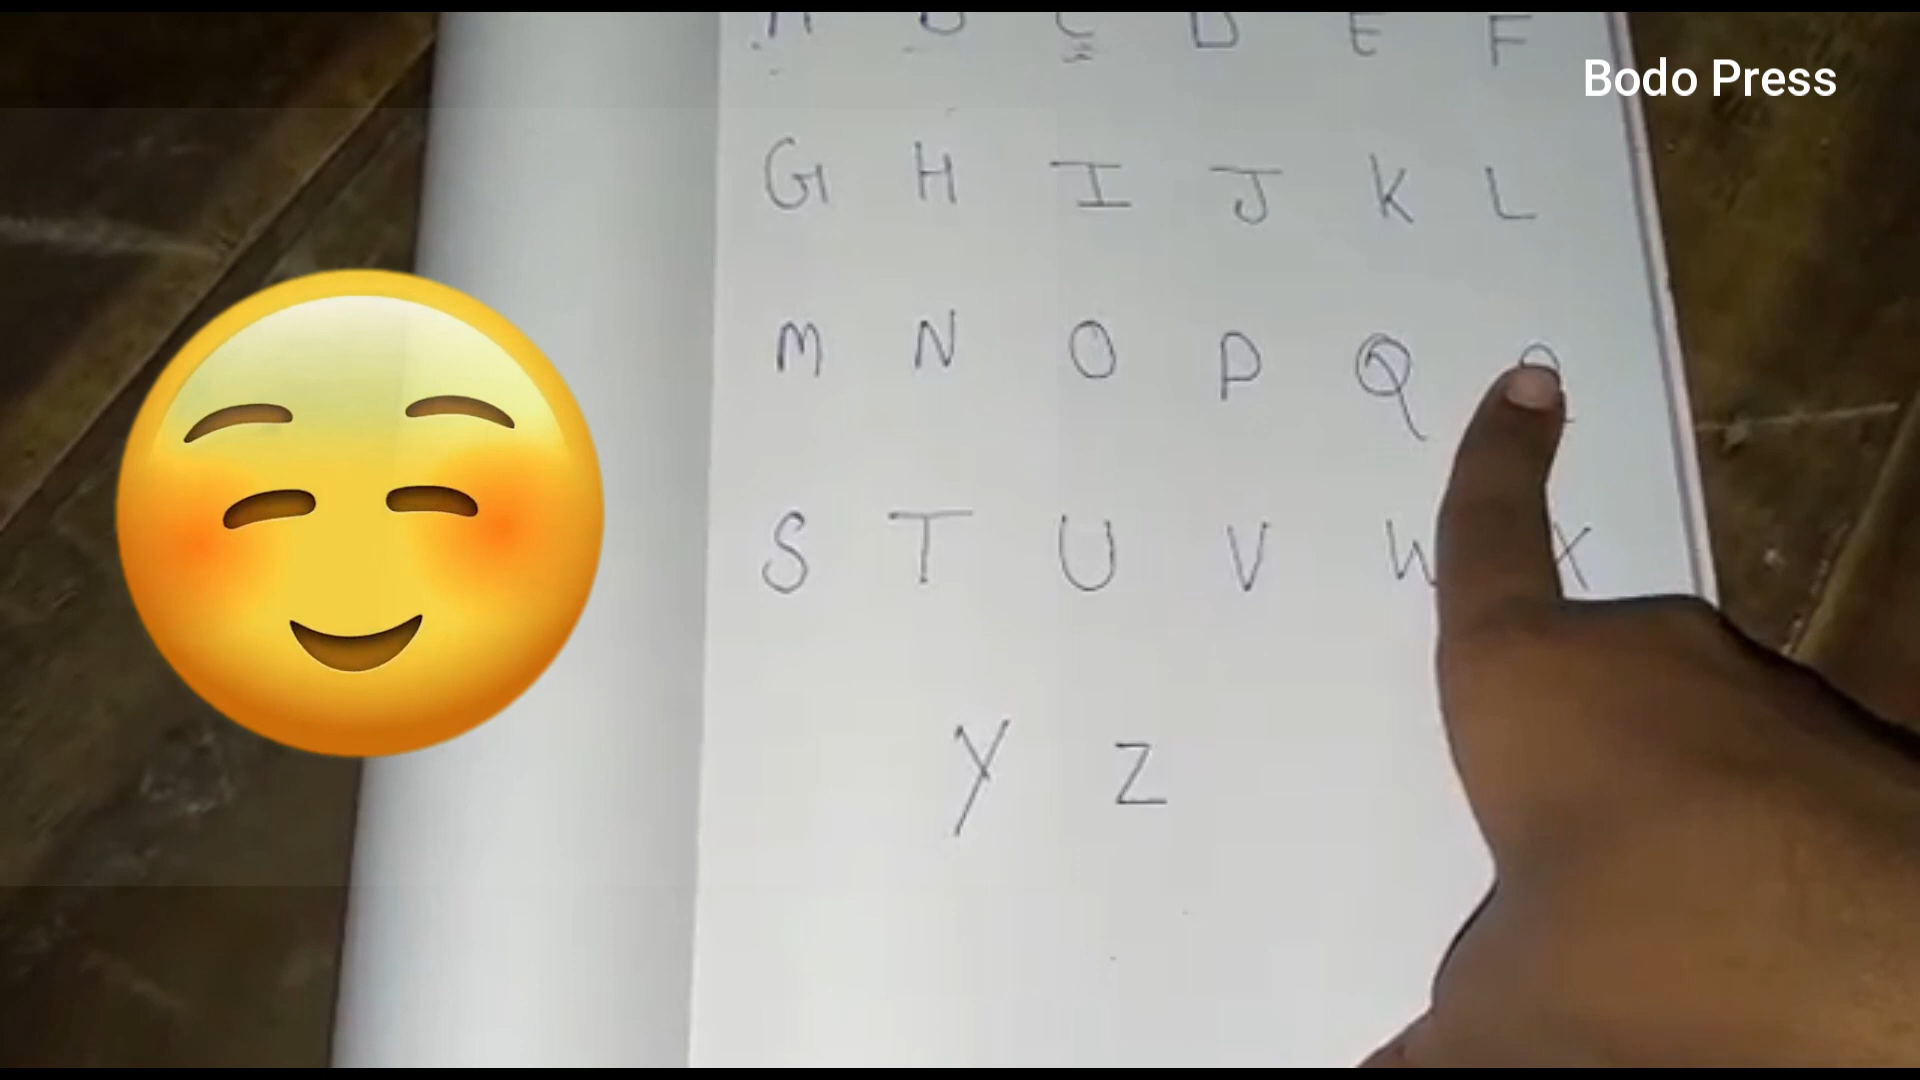 A B C D E F
Bodo Press
G H I J K L
M N O P Q
S T U V W X
Y Z